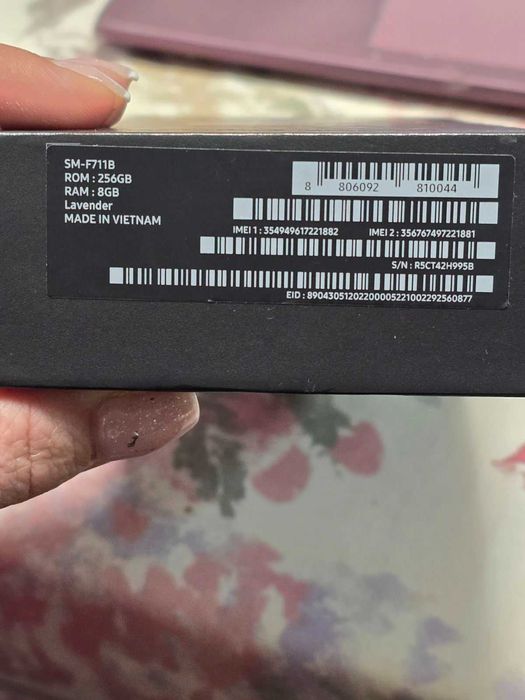 SM-F711B
ROM : 256GB
RAM : 8GB
Lavender
MADE IN VIETNAM
8 806092 810044
IMEI 1 : 354949617221882 IMEI 2 : 356767497221881
S/N : R5CT42H995B
EID : 89043051202200005221002292560877